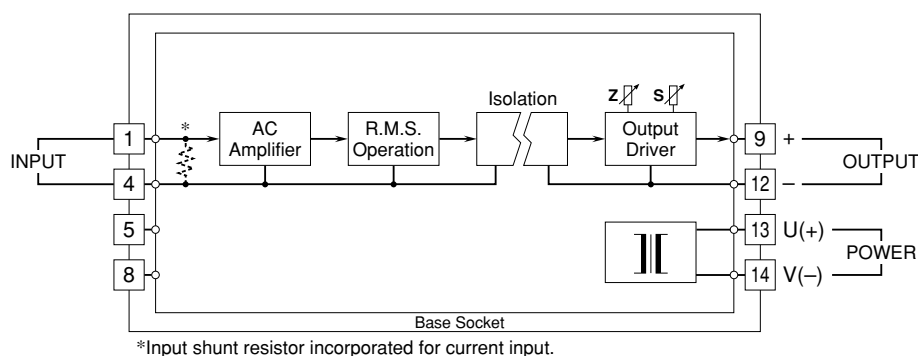 Isolation
Z S
* AC R.M.S. Output
1 Amplifier Operation Driver 9 +
INPUT OUTPUT
4 12 –
5 13 U(+)
POWER
8 14 V(–)
Base Socket
*Input shunt resistor incorporated for current input.